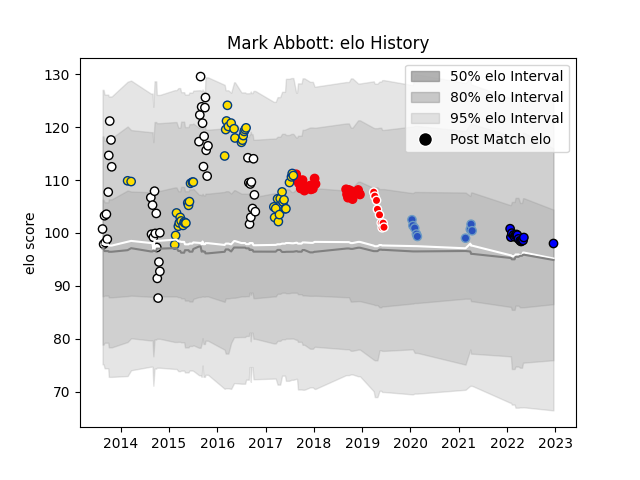 Mark Abbott: elo History
elo score
130
120
110
100
90
80
70
50% elo Interval
80% elo Interval
95% elo Interval
Post Match elo
2014 2015 2016 2017 2018 2019 2020 2021 2022 2023